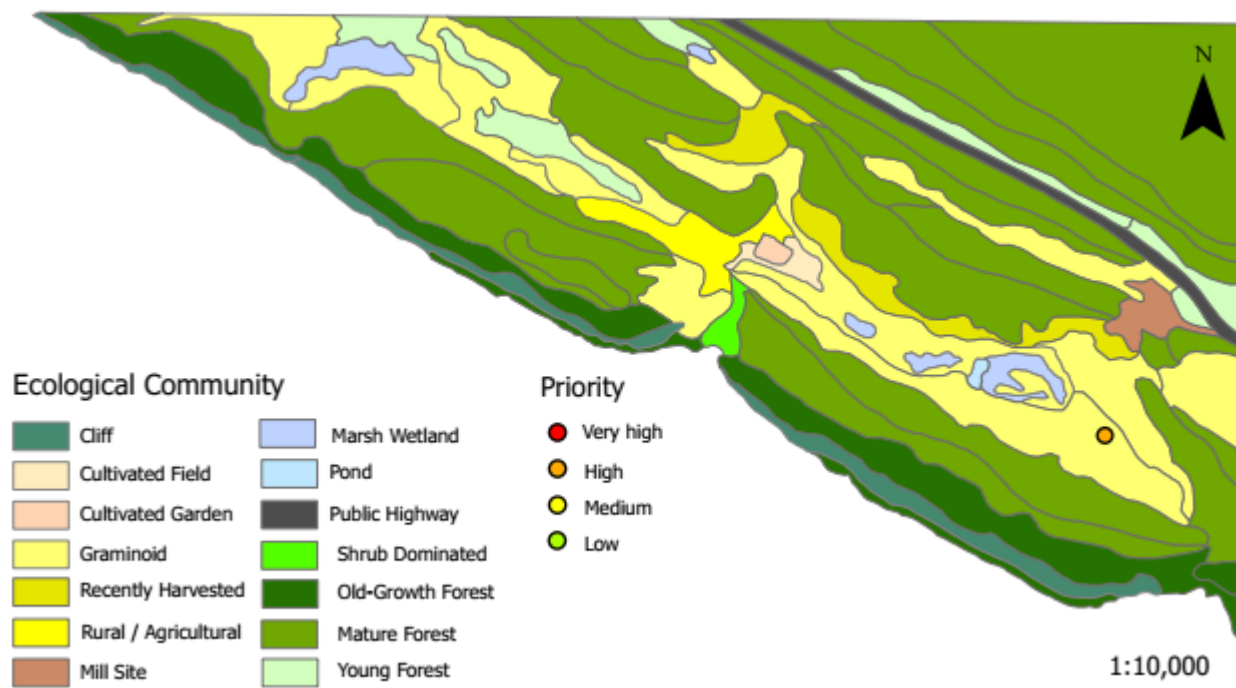 N
Ecological Community
Cliff
Cultivated Field
Cultivated Garden
Graminoid
Recently Harvested
Rural / Agricultural
Mill Site
Marsh Wetland
Pond
Public Highway
Shrub Dominated
Old-Growth Forest
Mature Forest
Young Forest
Priority
Very high
High
Medium
Low
1:10,000